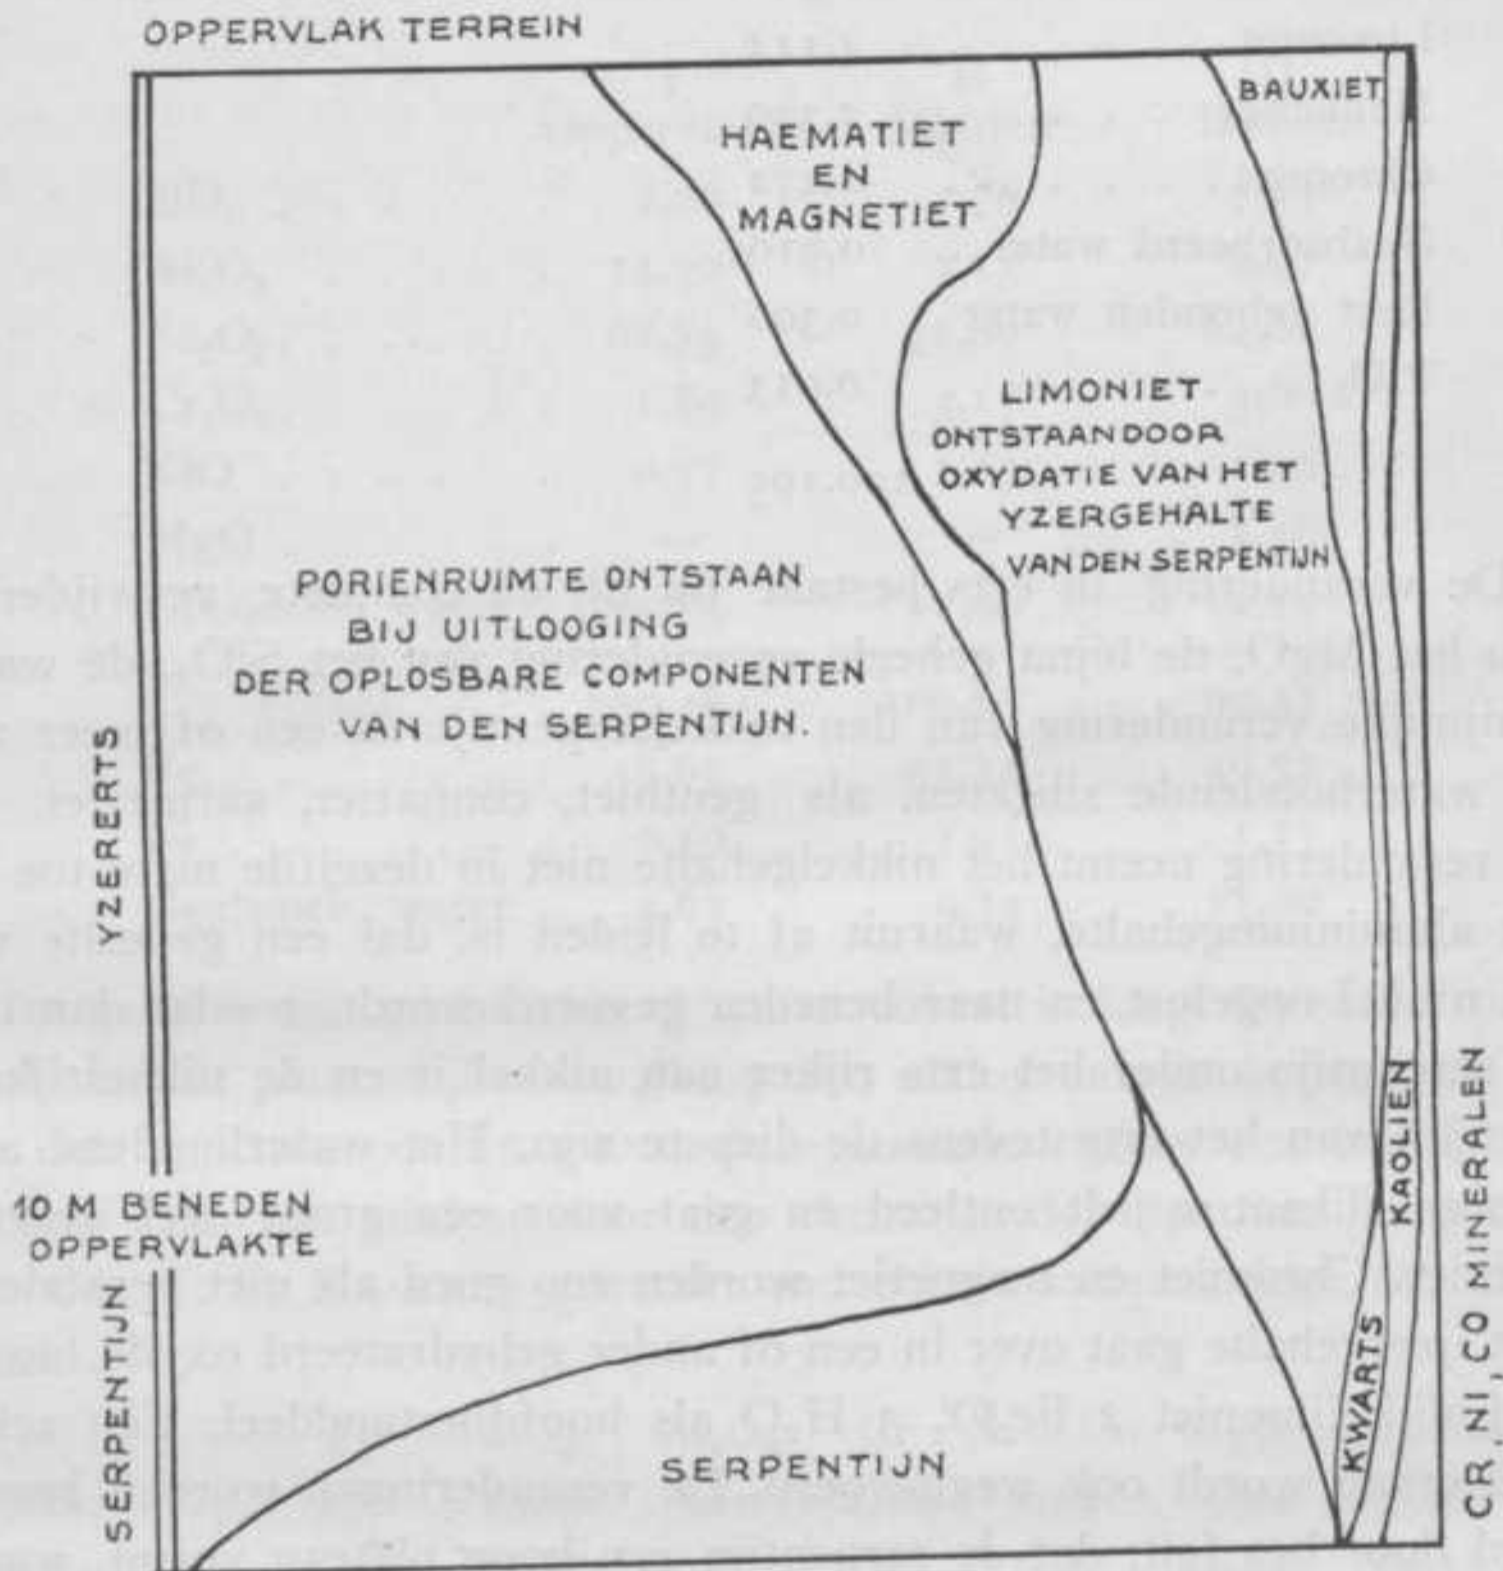 OPPERVLAK TERREIN
BAUXIET
HAEMATIET
EN
MAGNETIET
LIMONIET
ONTSTAAN DOOR
OXYDATIE VAN HET
YZERGEHALTE
VAN DEN SERPENTIJN
PORIENRUIMTE ONTSTAAN
BIJ UITLOOGING
DER OPLOSBARE COMPONENTEN
VAN DEN SERPENTIJN.
YZERERTS
10 M BENEDEN
OPPERVLAKTE
SERPENTIJN
SERPENTIJN
KWARTS
KAOLIEN
CR, NI, CO MINERALEN